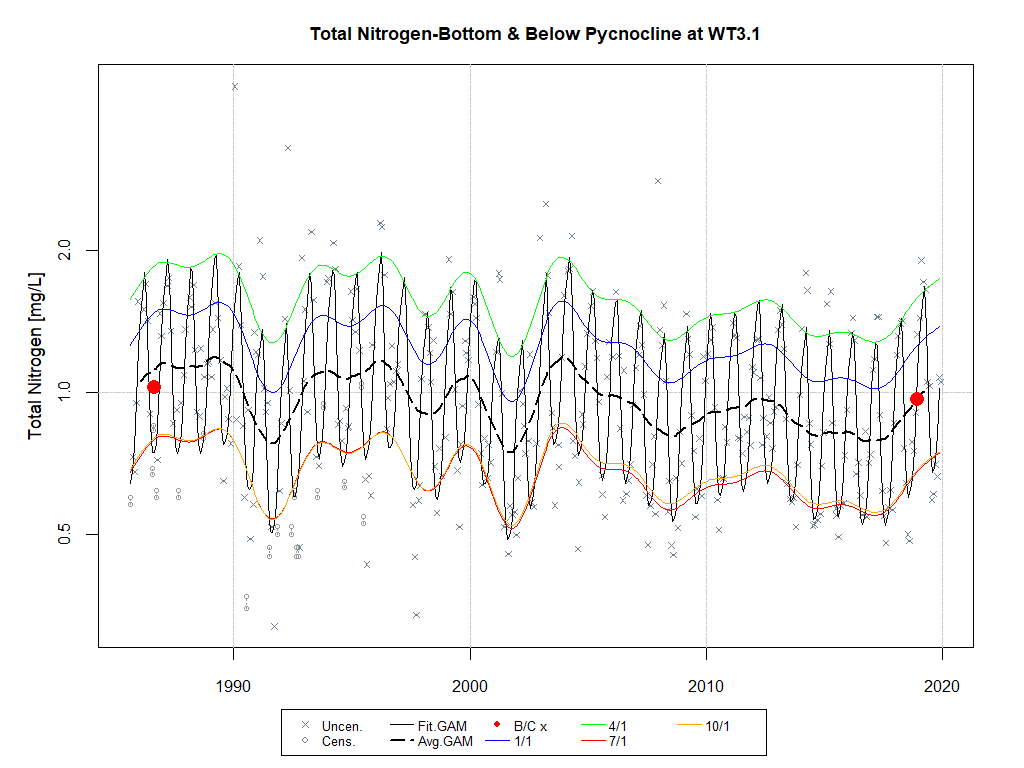 Total Nitrogen-Bottom & Below Pycnocline at WT3.1
Total Nitrogen [mg/L]
2.0
1.0
0.5
1990 2000 2010 2020
Uncen. Fit.GAM B/C x 4/1 10/1
Cens. Avg.GAM 1/1 7/1